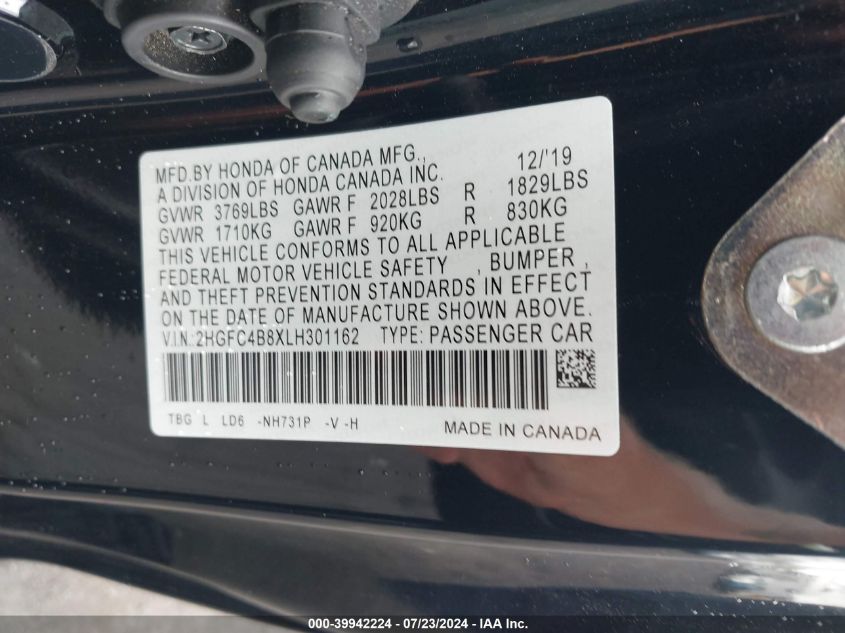 MFD.BY HONDA OF CANADA MFG., 12/'19
A DIVISION OF HONDA CANADA INC.
GVWR 3769LBS GAWR F 2028LBS R 1829LBS
GVWR 1710KG GAWR F 920KG R 830KG
THIS VEHICLE CONFORMS TO ALL APPLICABLE
FEDERAL MOTOR VEHICLE SAFETY , BUMPER ,
AND THEFT PREVENTION STANDARDS IN EFFECT
ON THE DATE OF MANUFACTURE SHOWN ABOVE.
VIN: 2HGFC4B8XLH301162 TYPE: PASSENGER CAR
TBG L LD6 -NH731P -V -H
MADE IN CANADA
000-39942224 / 07/23/2024 - IAA Inc.